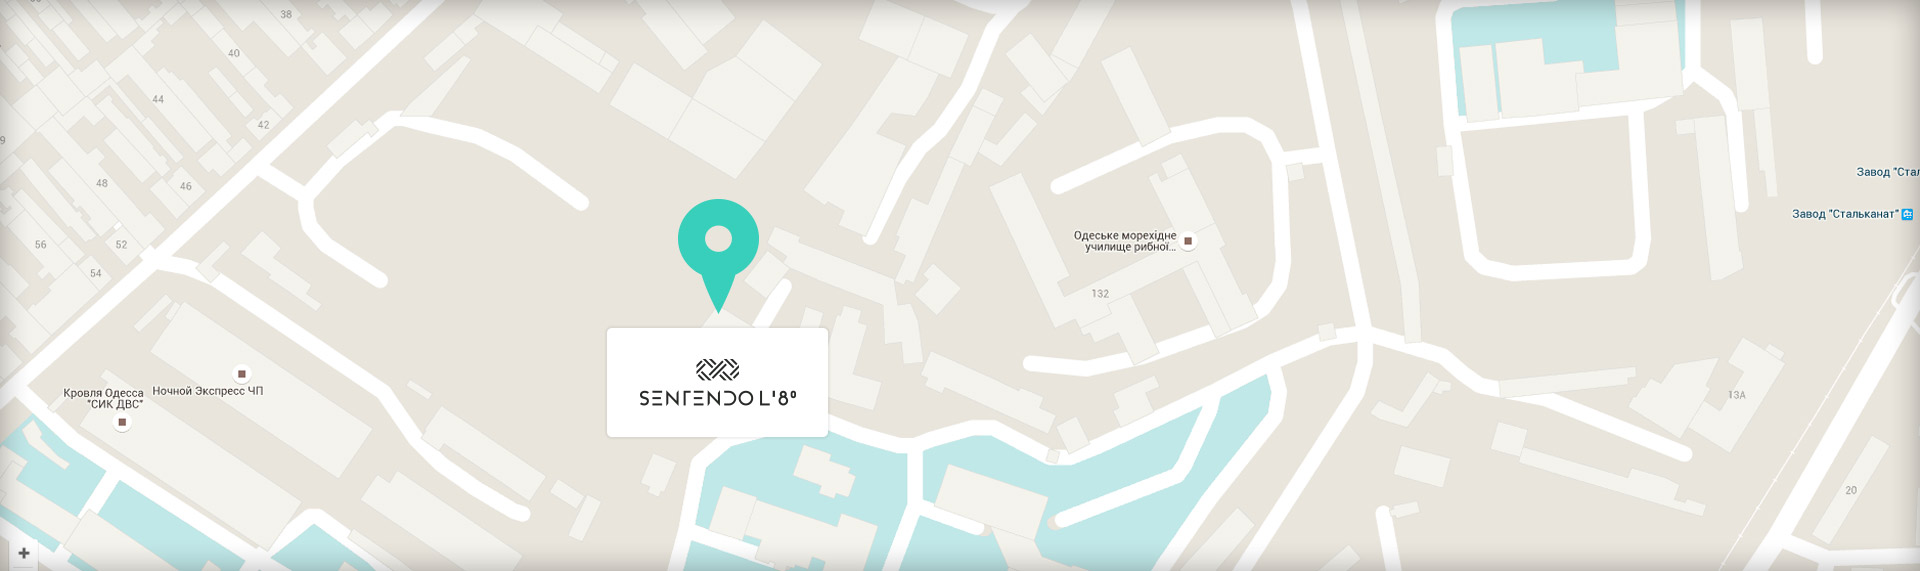 38
40
44
42
48
46
56
52
54
Завод "Стал
Завод "Стальканат"
Одеське морехідне
училище рибної...
132
Кровля Одесса
"СИК ДВС"
Ночной Экспресс ЧП
SENTENDO L'8°
13А
20
+